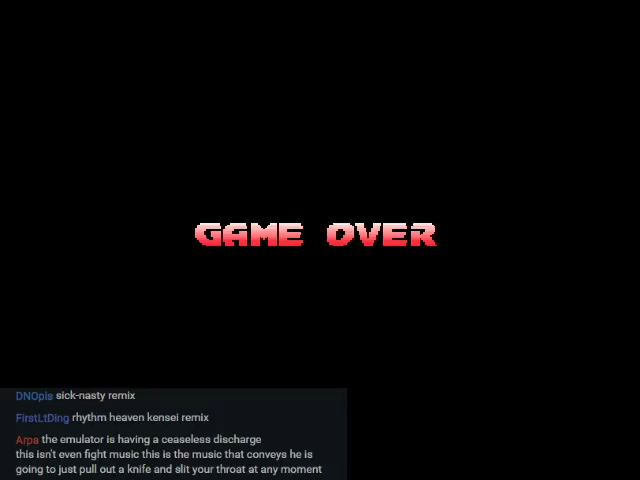 GAME OVER
DNOpls sick-nasty remix
FirstLtDing rhythm heaven kensei remix
Arpa the emulator is having a ceaseless discharge
this isn't even fight music this is the music that conveys he is
going to just pull out a knife and slit your throat at any moment